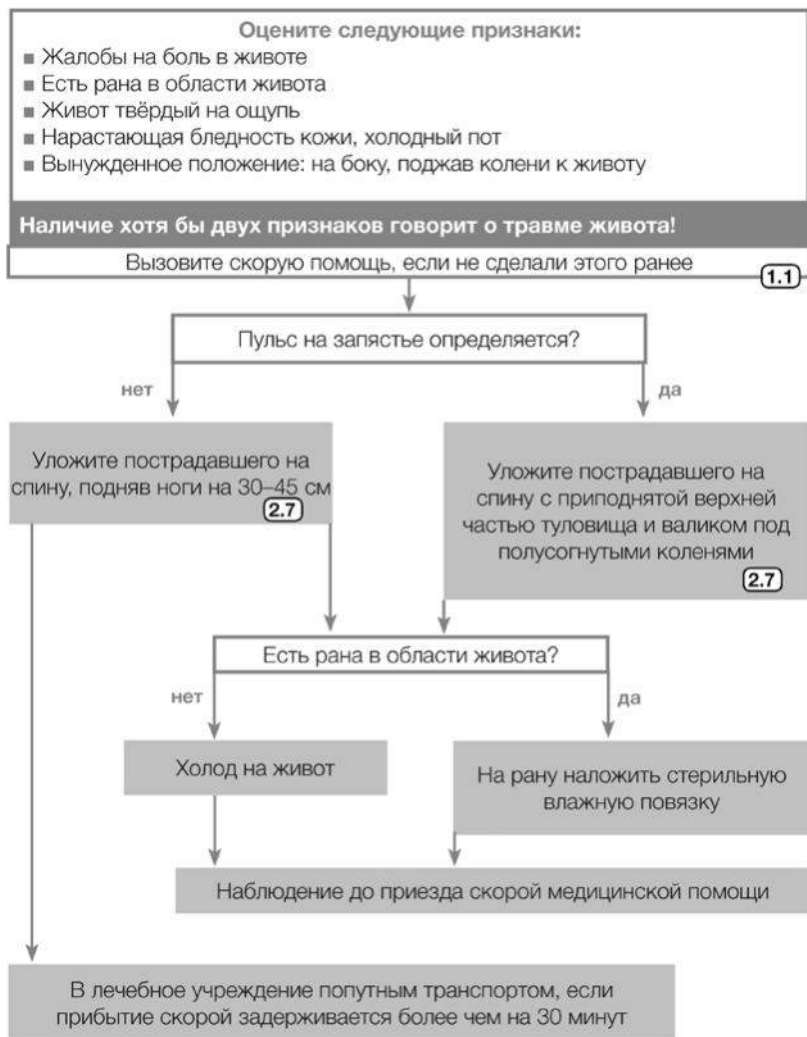 Оцените следующие признаки:
■ Жалобы на боль в животе
■ Есть рана в области живота
■ Живот твёрдый на ощупь
■ Нарастающая бледность кожи, холодный пот
■ Вынужденное положение: на боку, поджав колени к животу
Наличие хотя бы двух признаков говорит о травме живота!
Вызовите скорую помощь, если не сделали этого ранее
1.1
Пульс на запястье определяется?
нет
да
Уложите пострадавшего на
спину, подняв ноги на 30–45 см
2.7
Уложите пострадавшего на
спину с приподнятой верхней
частью туловища и валиком под
полусогнутыми коленями
2.7
Есть рана в области живота?
нет
да
Холод на живот
На рану наложить стерильную
влажную повязку
Наблюдение до приезда скорой медицинской помощи
В лечебное учреждение попутным транспортом, если
прибытие скорой задерживается более чем на 30 минут